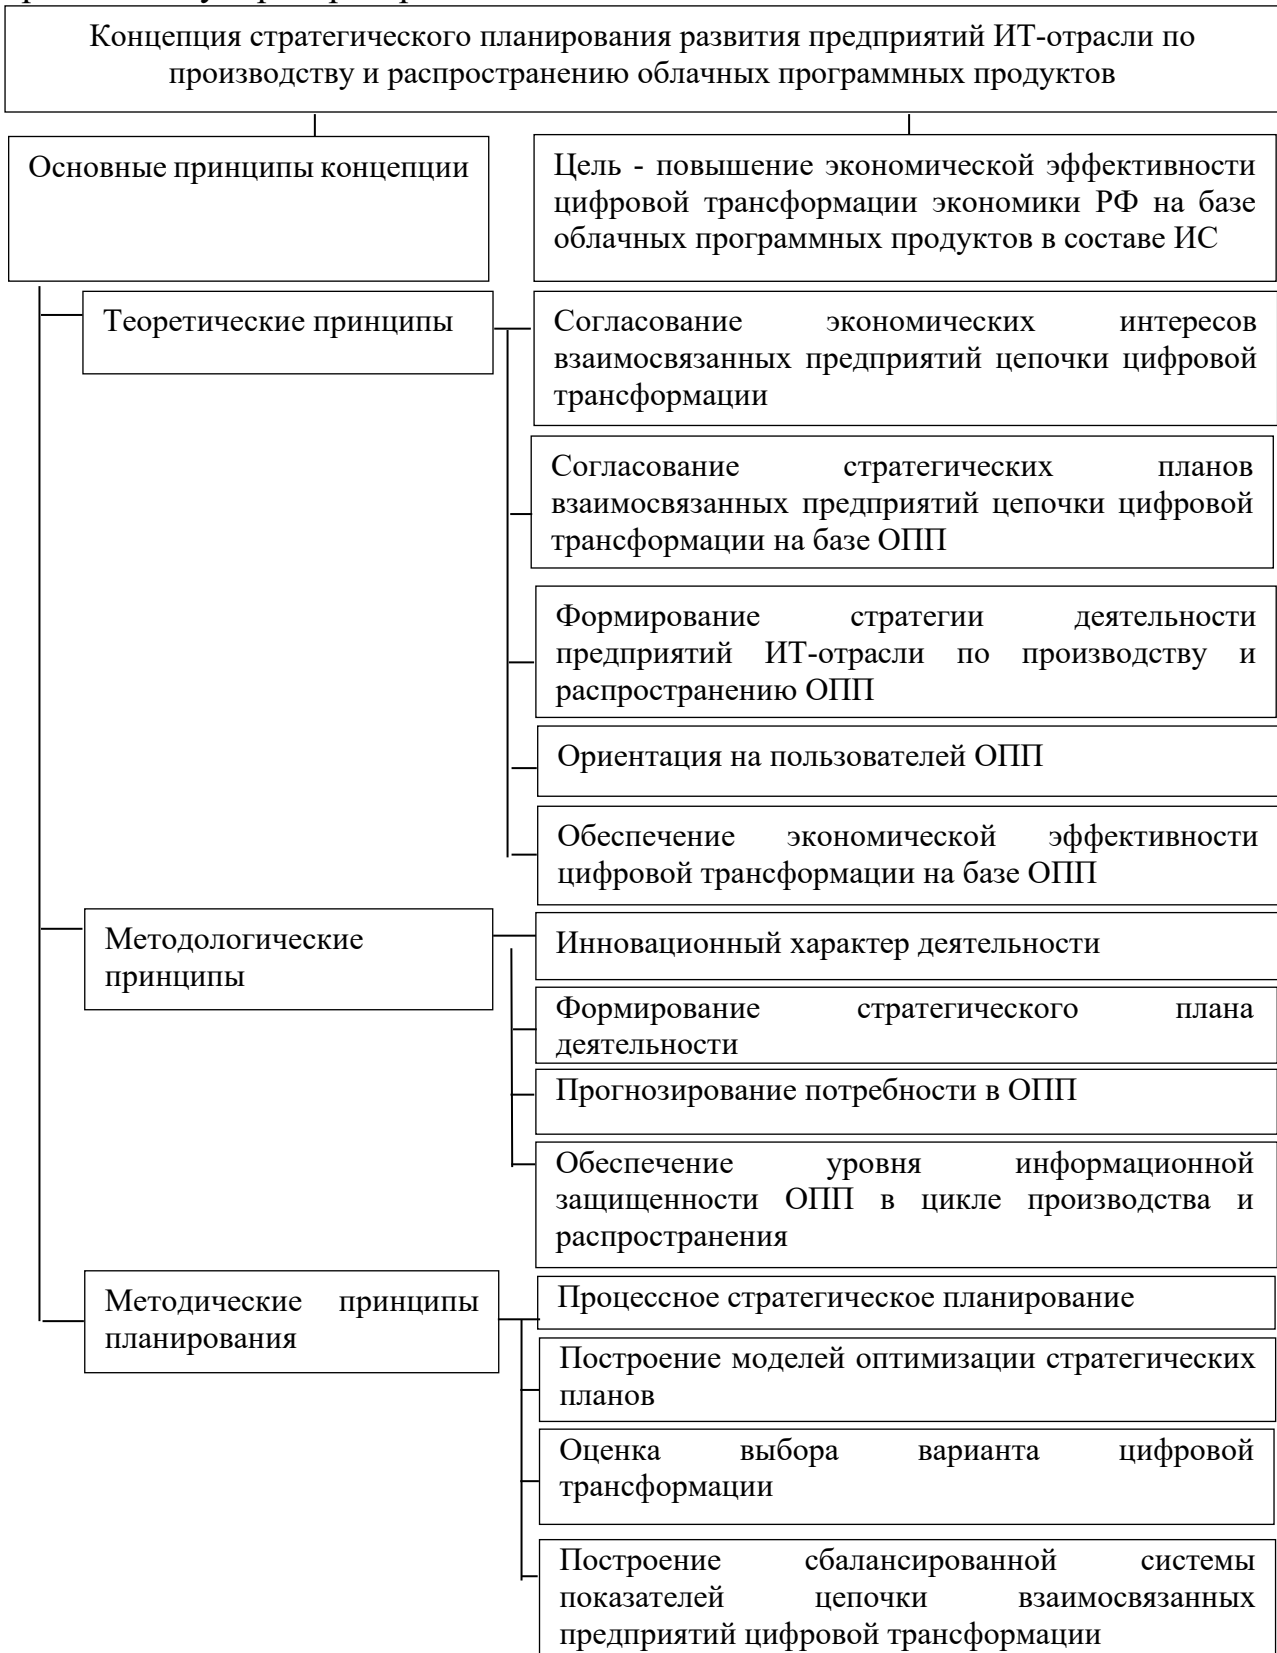 Концепция стратегического планирования развития предприятий ИТ-отрасли по
производству и распространению облачных программных продуктов
Основные принципы концепции
Цель - повышение экономической эффективности
цифровой трансформации экономики РФ на базе
облачных программных продуктов в составе ИС
Теоретические принципы
Согласование экономических интересов
взаимосвязанных предприятий цепочки цифровой
трансформации
Согласование стратегических планов
взаимосвязанных предприятий цепочки цифровой
трансформации на базе ОПП
Формирование стратегии деятельности
предприятий ИТ-отрасли по производству и
распространению ОПП
Ориентация на пользователей ОПП
Обеспечение экономической эффективности
цифровой трансформации на базе ОПП
Методологические
принципы
Инновационный характер деятельности
Формирование стратегического плана
деятельности
Прогнозирование потребности в ОПП
Обеспечение уровня информационной
защищенности ОПП в цикле производства и
распространения
Методические принципы
планирования
Процессное стратегическое планирование
Построение моделей оптимизации стратегических
планов
Оценка выбора варианта цифровой
трансформации
Построение сбалансированной системы
показателей цепочки взаимосвязанных
предприятий цифровой трансформации